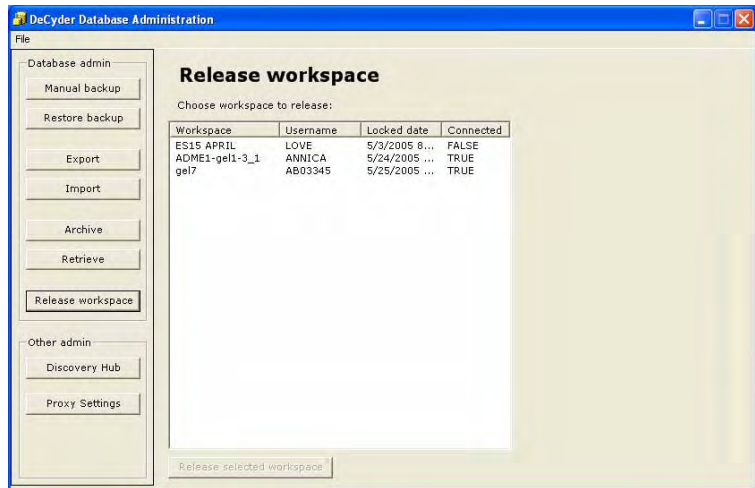 DeCyder Database Administration
File
Database admin
Manual backup
Restore backup
Export
Import
Archive
Retrieve
Release workspace
Other admin
Discovery Hub
Proxy Settings
Release workspace
Choose workspace to release:
Workspace Username Locked date Connected
ES15 APRIL LOVE 5/3/2005 8... FALSE
ADME1-gel1-3_1 ANNICA 5/24/2005 ... TRUE
gel7 AB03345 5/25/2005 ... TRUE
Release selected workspace